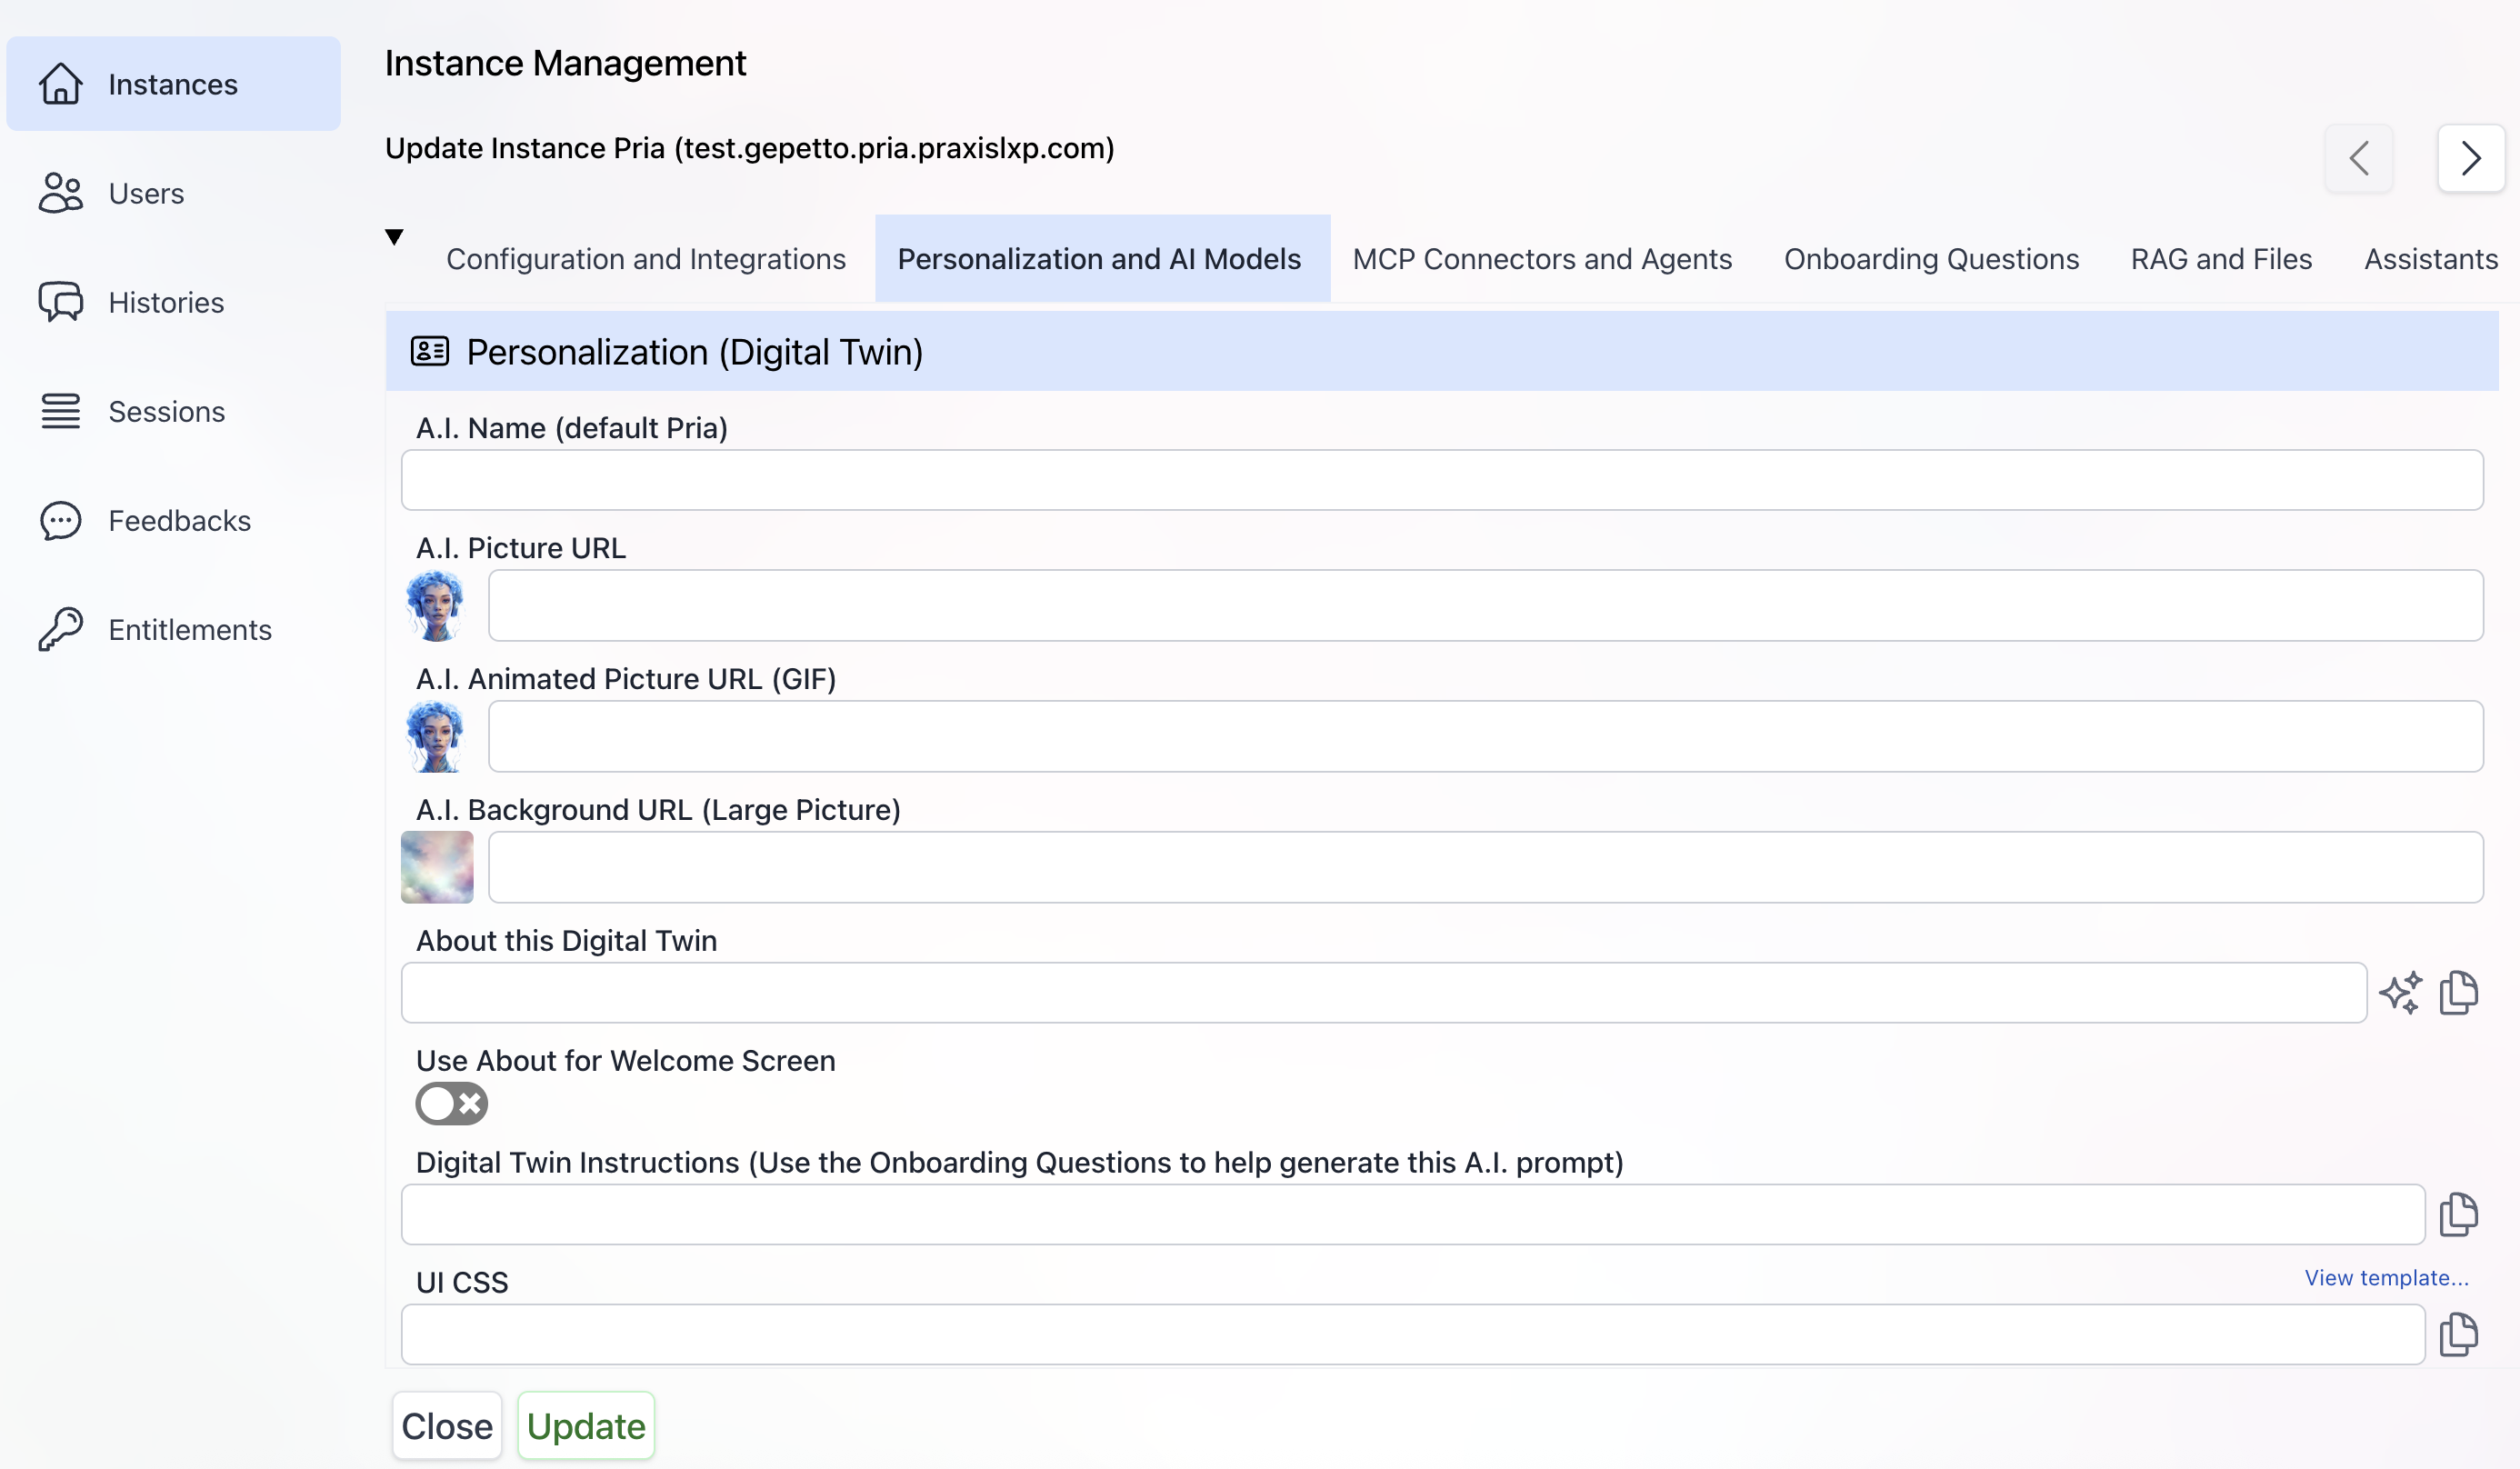 Instances
Users
Histories
Sessions
Feedbacks
Entitlements
Instance Management
Update Instance Pria (test.gepetto.pria.praxislxp.com)
Configuration and Integrations
Personalization and AI Models
MCP Connectors and Agents
Onboarding Questions
RAG and Files
Assistants
Personalization (Digital Twin)
A.I. Name (default Pria)
A.I. Picture URL
A.I. Animated Picture URL (GIF)
A.I. Background URL (Large Picture)
About this Digital Twin
Use About for Welcome Screen
Digital Twin Instructions (Use the Onboarding Questions to help generate this A.I. prompt)
UI CSS
View template...
Close
Update